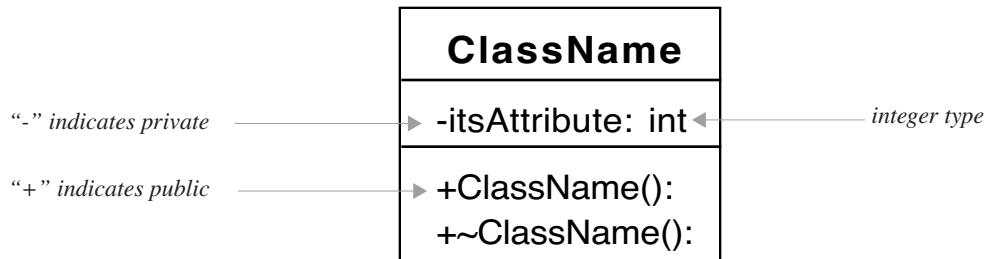 ClassName
“-” indicates private
-itsAttribute: int
integer type
“+” indicates public
+ClassName():
+~ClassName():